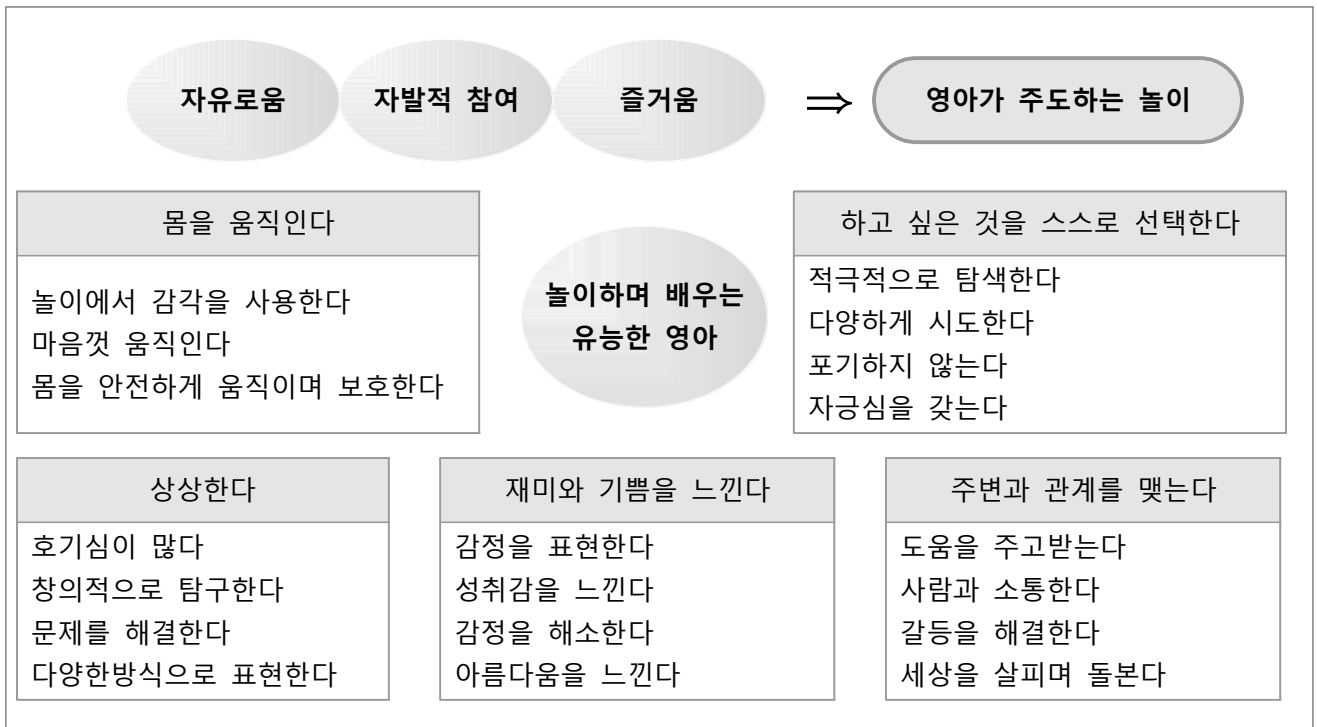 자유로움 자발적 참여 즐거움 ⇒ 영아가 주도하는 놀이
몸을 움직인다
놀이에서 감각을 사용한다
마음껏 움직인다
몸을 안전하게 움직이며 보호한다
놀이하며 배우는
유능한 영아
하고 싶은 것을 스스로 선택한다
적극적으로 탐색한다
다양하게 시도한다
포기하지 않는다
자긍심을 갖는다
상상한다
호기심이 많다
창의적으로 탐구한다
문제를 해결한다
다양한방식으로 표현한다
재미와 기쁨을 느낀다
감정을 표현한다
성취감을 느낀다
감정을 해소한다
아름다움을 느낀다
주변과 관계를 맺는다
도움을 주고받는다
사람과 소통한다
갈등을 해결한다
세상을 살피며 돌본다